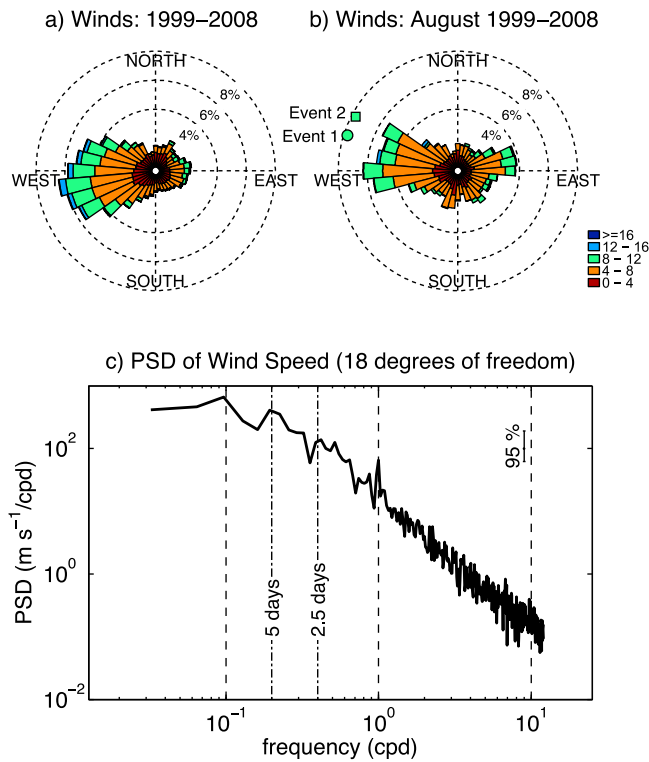 a) Winds: 1999−2008
b) Winds: August 1999−2008
NORTH
8%
6%
4%
WEST
EAST
SOUTH
NORTH
8%
6%
4%
Event 2
Event 1
WEST
EAST
SOUTH
>=16
12 − 16
8 − 12
4 − 8
0 − 4
c) PSD of Wind Speed (18 degrees of freedom)
PSD (m s⁻¹/cpd)
10²
10⁰
10⁻²
5 days
2.5 days
95 %
10⁻¹
10⁰
10¹
frequency (cpd)